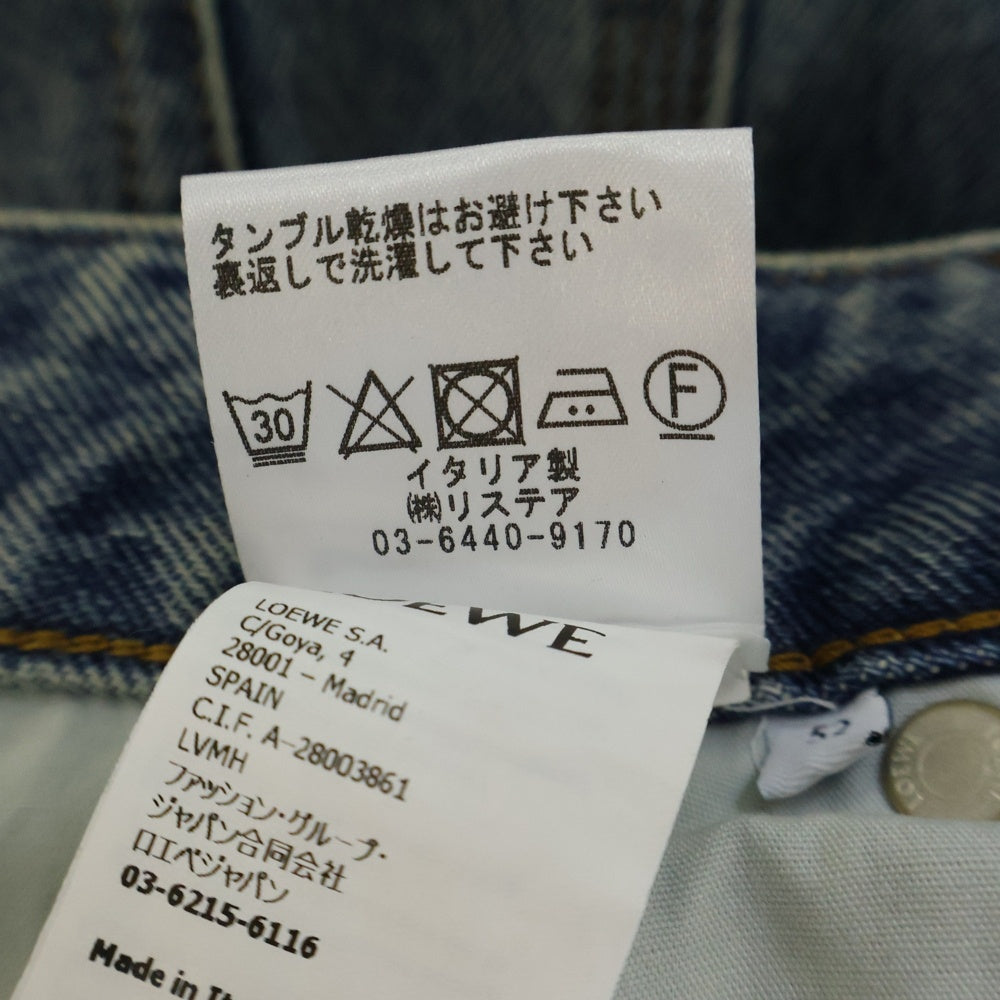 タンブル乾燥はお避け下さい
裏返しで洗濯して下さい
30
F
イタリア製
㈱リステア
03-6440-9170
LOEWE S.A.
C/Goya, 4
28001 - Madrid
SPAIN
C.I.F. A-28003861
LVMH
ファッション・グループ・
ジャパン合同会社
ロエベジャパン
03-6215-6116
Made in
LOEWE